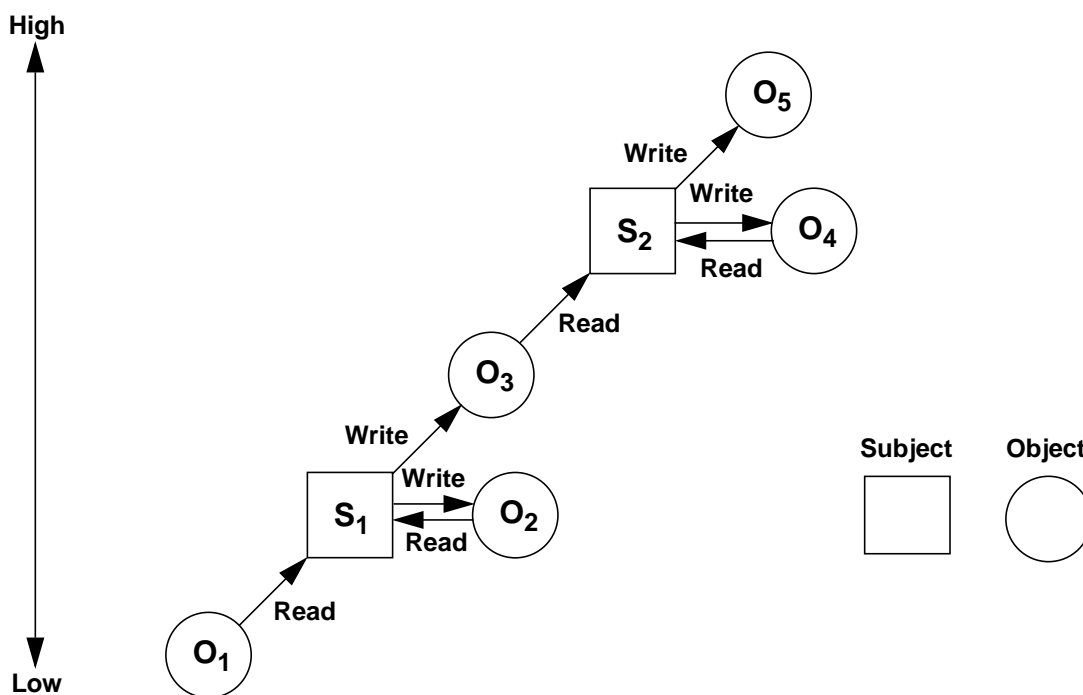 High
O5
Write
Write
S2
O4
Read
Read
O3
Write
Subject
Object
Write
S1
O2
Read
Read
O1
Low